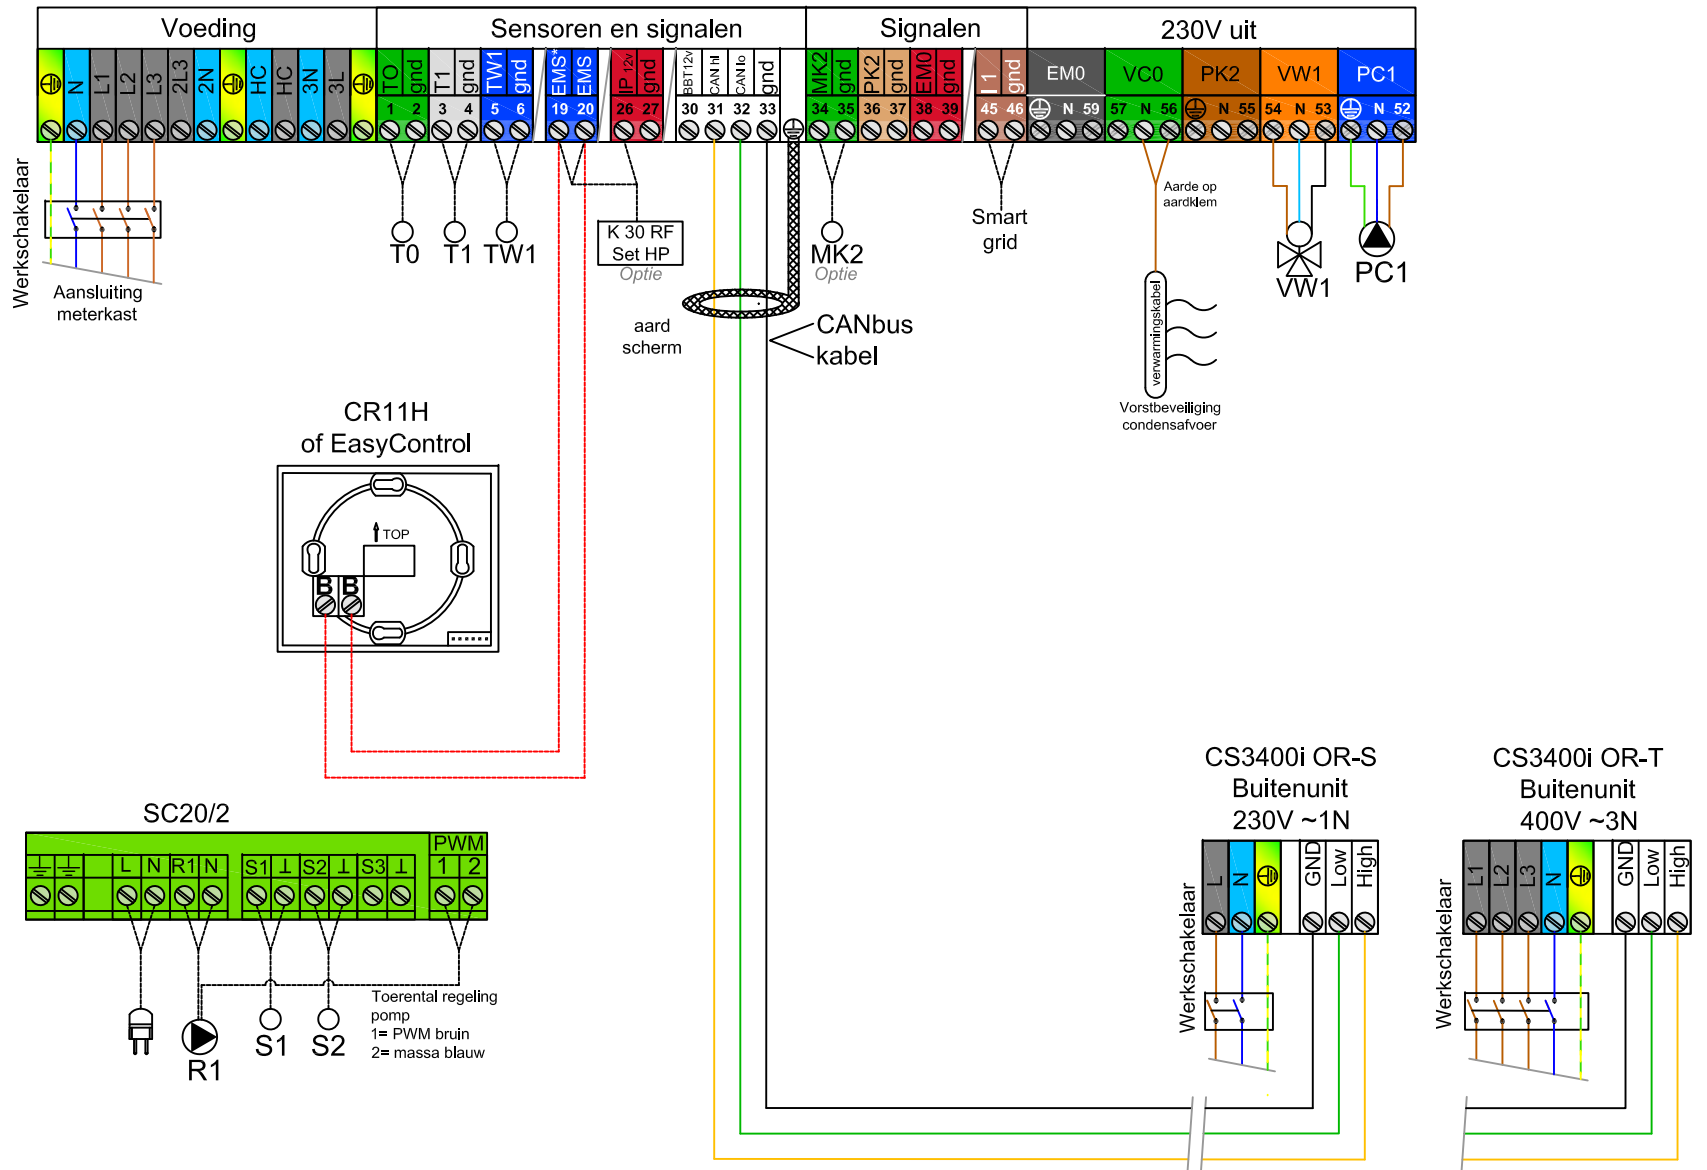 Voeding
Sensoren en signalen
Signalen
230V uit
N
L1
L2
L3
2L3
2N
HC
HC
3N
3L
TO
gnd
T1
gnd
TW1
gnd
EMS*
EMS
IP 12v
gnd
BBT12v
CAN hi
CAN lo
gnd
MK2
gnd
PK2
gnd
EM0
gnd
I 1
gnd
EM0
VC0
PK2
VW1
PC1
1 2 3 4 5 6 19 20 26 27 30 31 32 33 34 35 36 37 38 39 45 46 N 59 57 N 56 N 55 54 N 53 N 52
Werkschakelaar
Aansluiting
meterkast
T0
T1
TW1
K 30 RF
Set HP
Optie
MK2
Optie
Smart
grid
Aarde op
aardklem
VW1
PC1
aard
scherm
CANbus
kabel
verwarmingskabel
Vorstbeveiliging
condensafvoer
CR11H
of EasyControl
TOP
B B
SC20/2
PWM
L N R1 N S1 ⊥ S2 ⊥ S3 ⊥ 1 2
Toerental regeling
pomp
1= PWM bruin
2= massa blauw
R1
S1
S2
CS3400i OR-S
Buitenunit
230V ~1N
L
N
GND
Low
High
Werkschakelaar
CS3400i OR-T
Buitenunit
400V ~3N
L1
L2
L3
N
GND
Low
High
Werkschakelaar